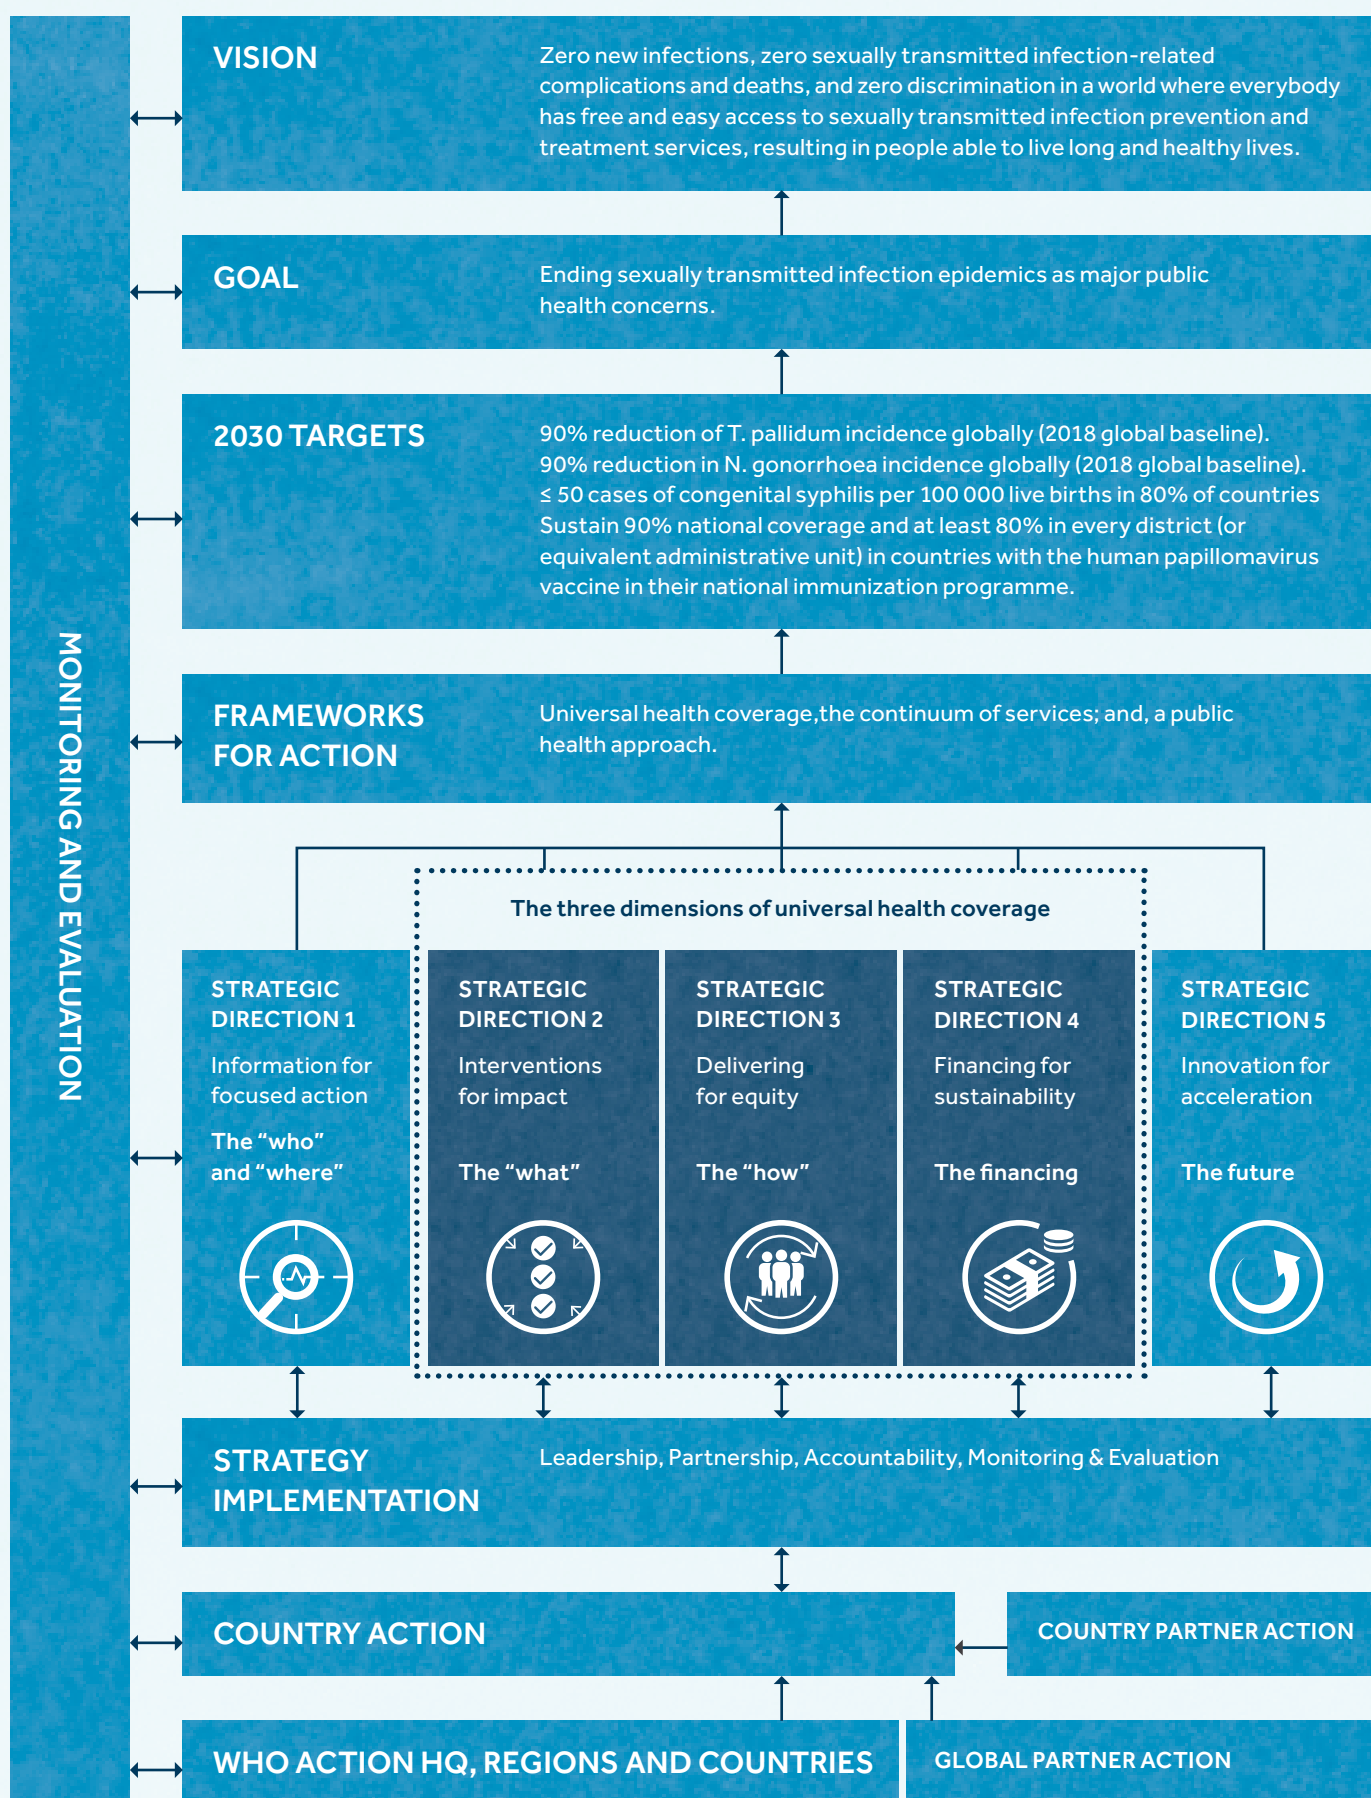 MONITORING AND EVALUATION
VISION
Zero new infections, zero sexually transmitted infection-related
complications and deaths, and zero discrimination in a world where everybody
has free and easy access to sexually transmitted infection prevention and
treatment services, resulting in people able to live long and healthy lives.
GOAL
Ending sexually transmitted infection epidemics as major public
health concerns.
2030 TARGETS
90% reduction of T. pallidum incidence globally (2018 global baseline).
90% reduction in N. gonorrhoea incidence globally (2018 global baseline).
≤ 50 cases of congenital syphilis per 100 000 live births in 80% of countries
Sustain 90% national coverage and at least 80% in every district (or
equivalent administrative unit) in countries with the human papillomavirus
vaccine in their national immunization programme.
FRAMEWORKS
FOR ACTION
Universal health coverage,the continuum of services; and, a public
health approach.
The three dimensions of universal health coverage
STRATEGIC
DIRECTION 1
Information for
focused action
The “who”
and “where”
STRATEGIC
DIRECTION 2
Interventions
for impact
The “what”
STRATEGIC
DIRECTION 3
Delivering
for equity
The “how”
STRATEGIC
DIRECTION 4
Financing for
sustainability
The financing
STRATEGIC
DIRECTION 5
Innovation for
acceleration
The future
STRATEGY
IMPLEMENTATION
Leadership, Partnership, Accountability, Monitoring & Evaluation
COUNTRY ACTION
COUNTRY PARTNER ACTION
WHO ACTION HQ, REGIONS AND COUNTRIES
GLOBAL PARTNER ACTION